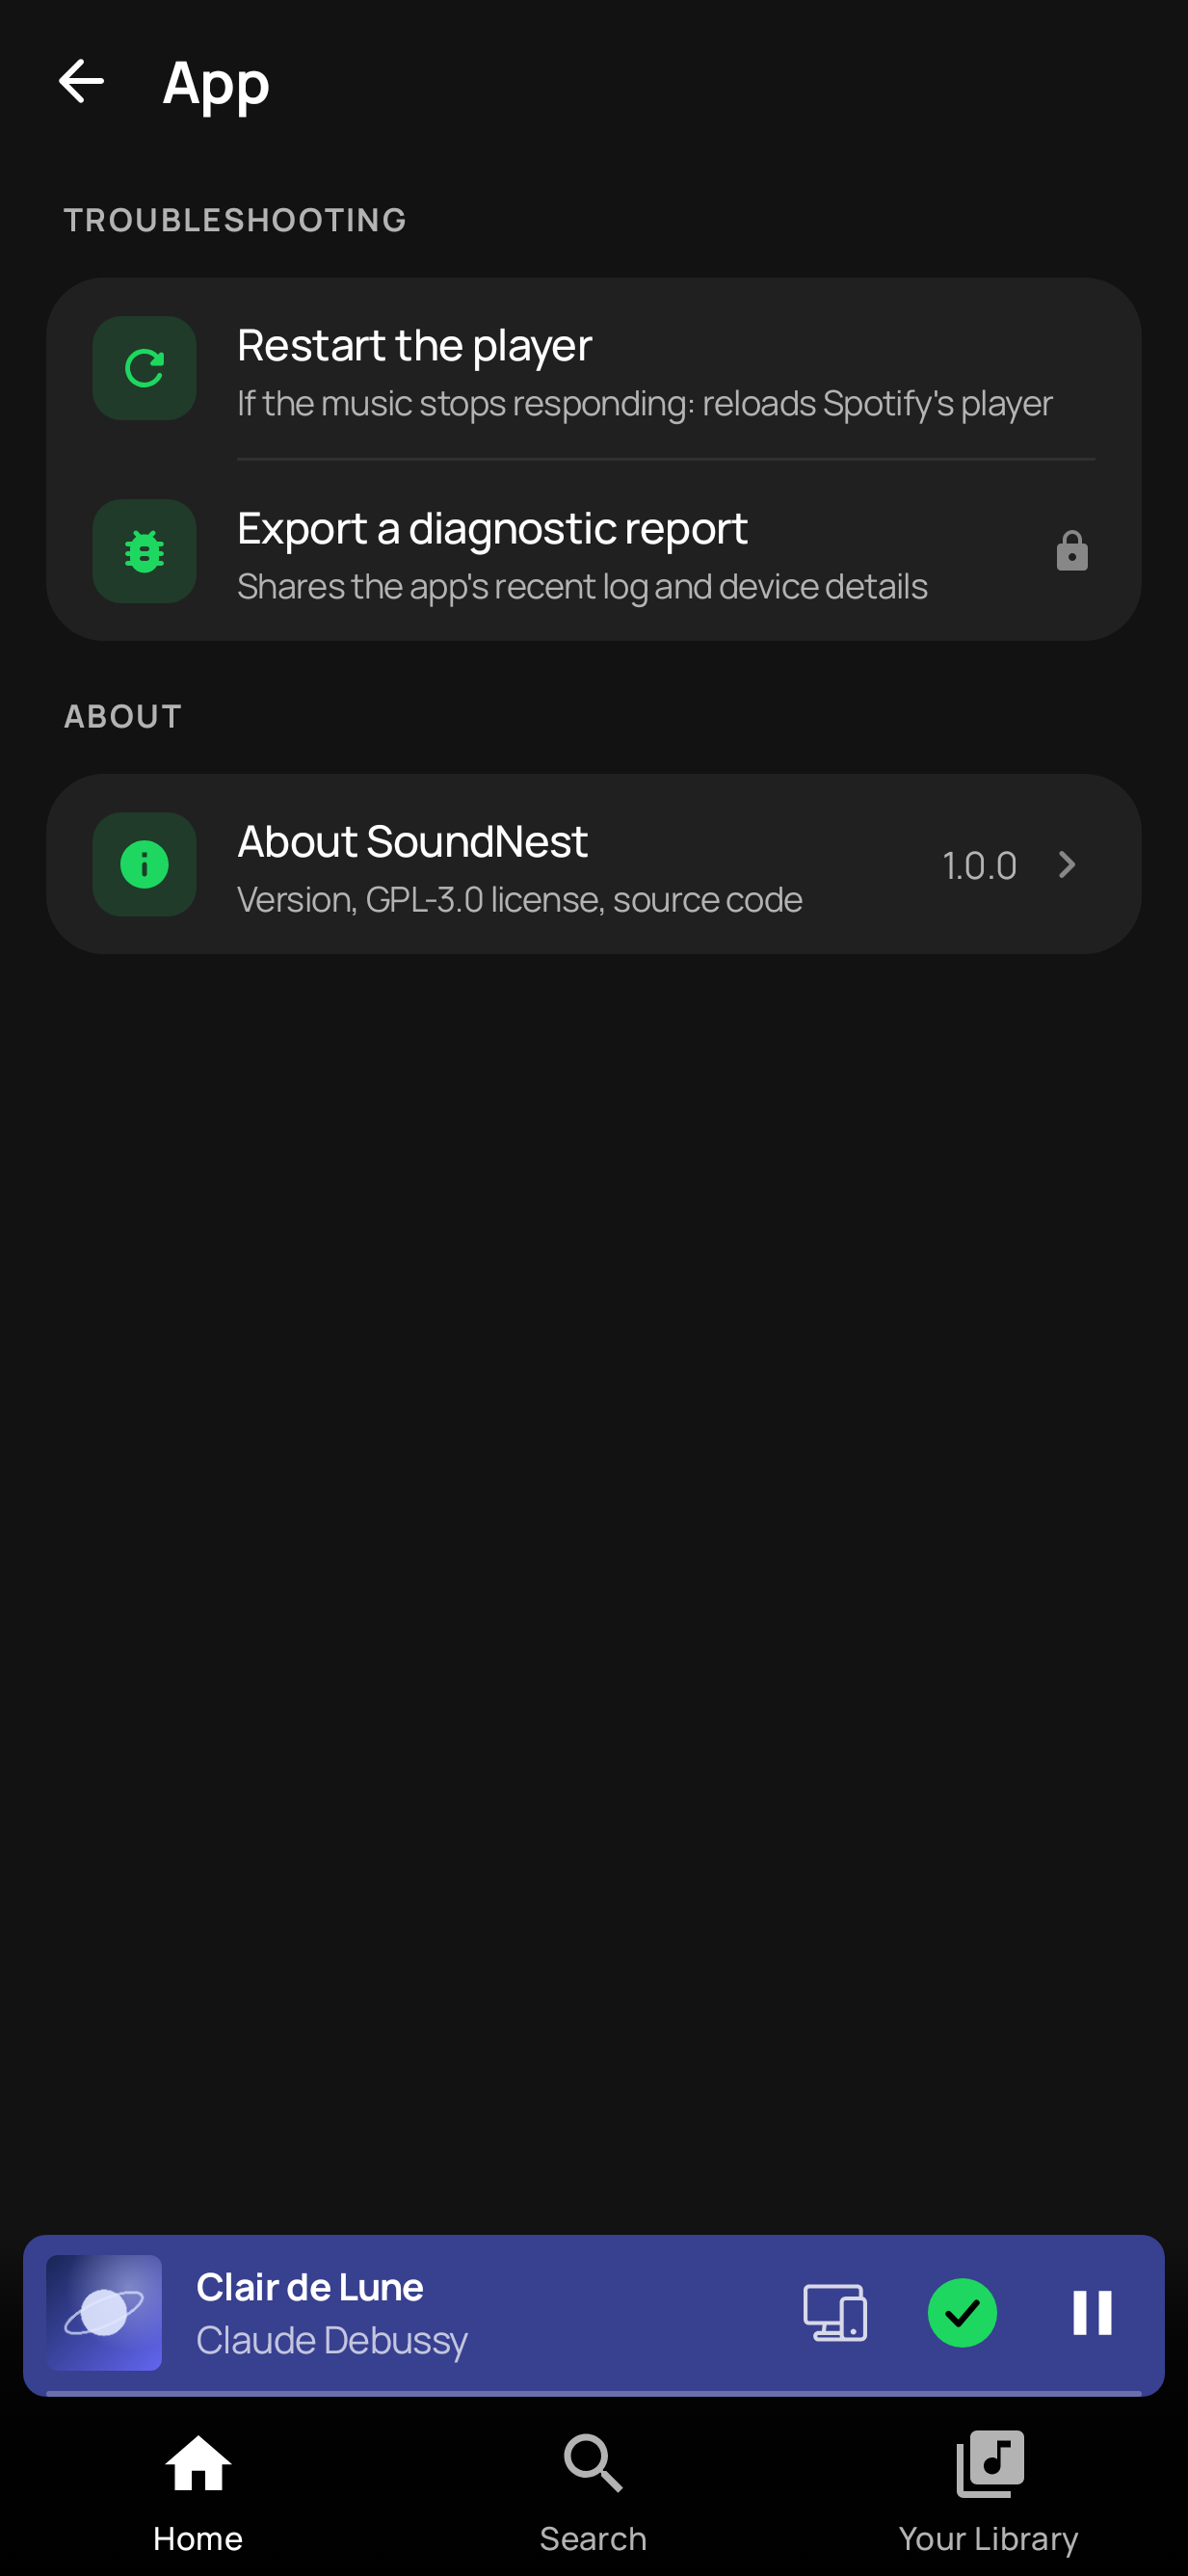 App
TROUBLESHOOTING
Restart the player
If the music stops responding: reloads Spotify's player
Export a diagnostic report
Shares the app's recent log and device details
ABOUT
About SoundNest
Version, GPL-3.0 license, source code
1.0.0
Clair de Lune
Claude Debussy
Home
Search
Your Library